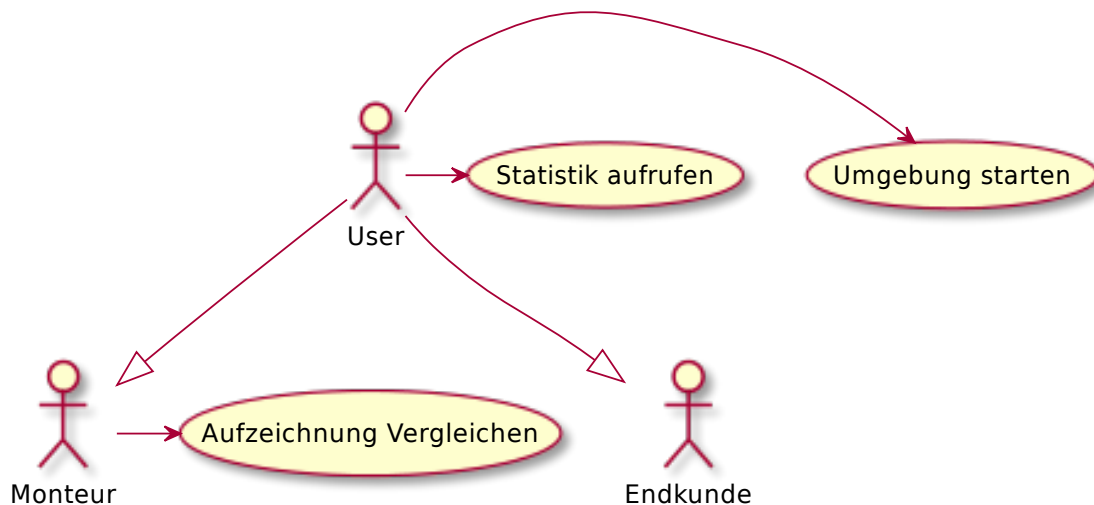 Statistik aufrufen
Umgebung starten
User
Aufzeichnung Vergleichen
Monteur
Endkunde